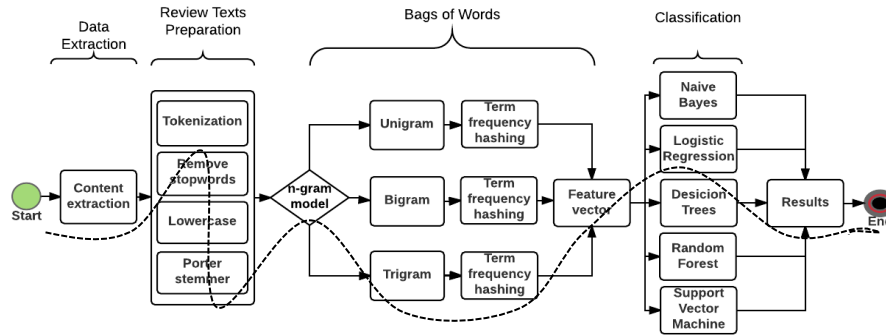 Data
Extraction
Review Texts
Preparation
Bags of Words
Classification
Start
Content
extraction
Tokenization
Remove
stopwords
Lowercase
Porter
stemmer
n-gram
model
Unigram
Term
frequency
hashing
Bigram
Term
frequency
hashing
Trigram
Term
frequency
hashing
Feature
vector
Naive
Bayes
Logistic
Regression
Desicion
Trees
Random
Forest
Support
Vector
Machine
Results
End